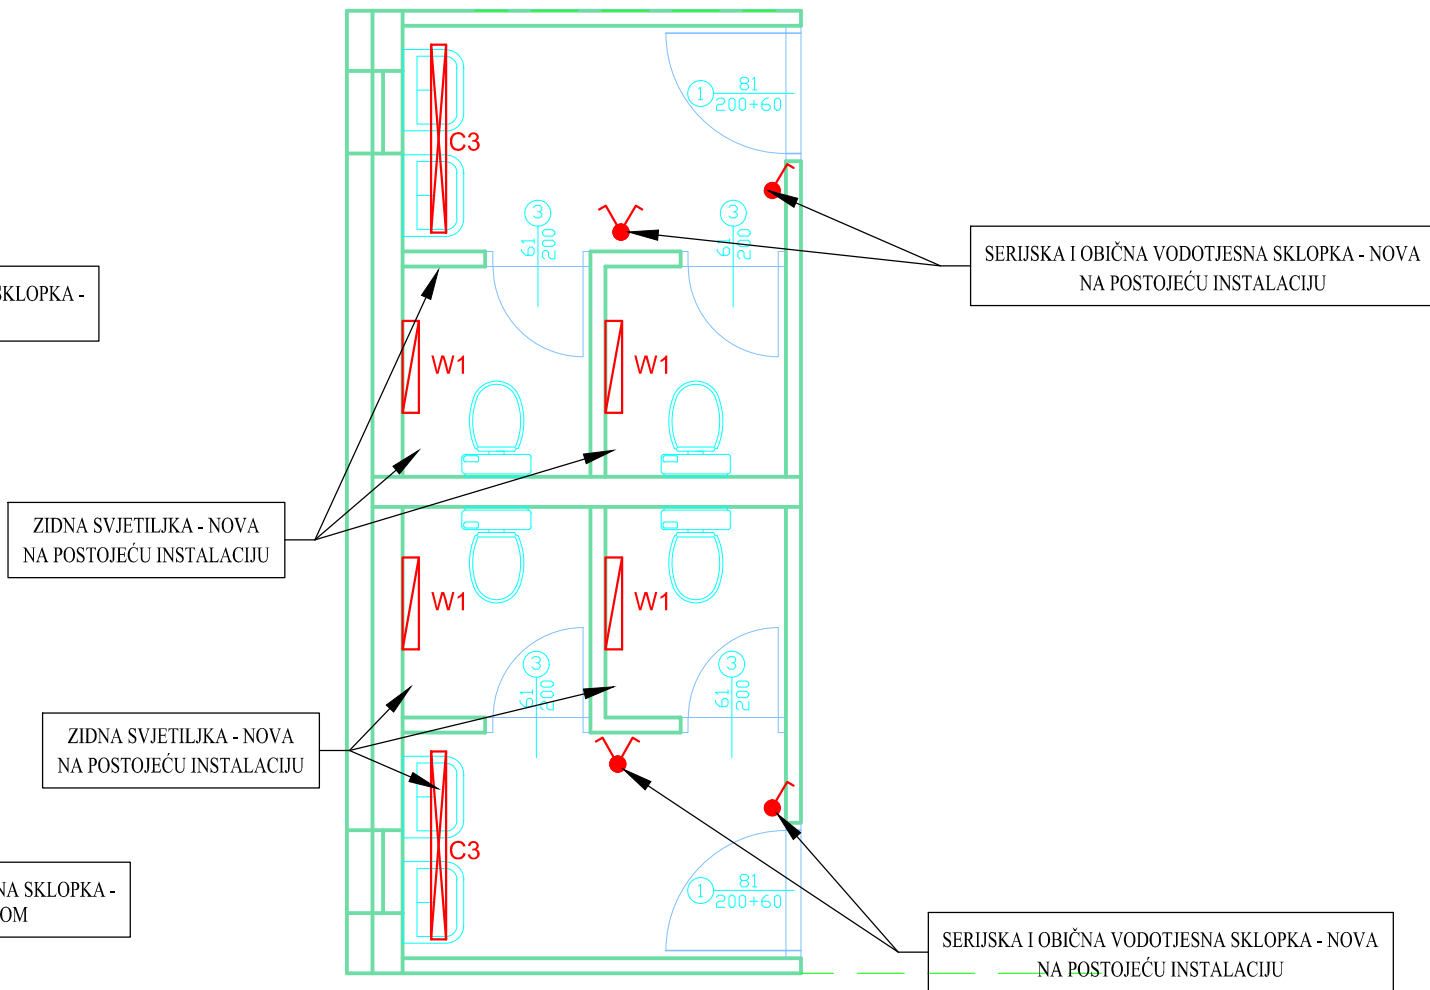 81
1
200+60
C3
3
61
200
3
61
200
SERIJSKA I OBIČNA VODOTJESNA SKLOPKA - NOVA
NA POSTOJEĆU INSTALACIJU
SKLOPKA -
W1
W1
ZIDNA SVJETILJKA - NOVA
NA POSTOJEĆU INSTALACIJU
W1
W1
3
61
200
3
61
200
ZIDNA SVJETILJKA - NOVA
NA POSTOJEĆU INSTALACIJU
C3
81
1
200+60
NA SKLOPKA -
OM
SERIJSKA I OBIČNA VODOTJESNA SKLOPKA - NOVA
NA POSTOJEĆU INSTALACIJU